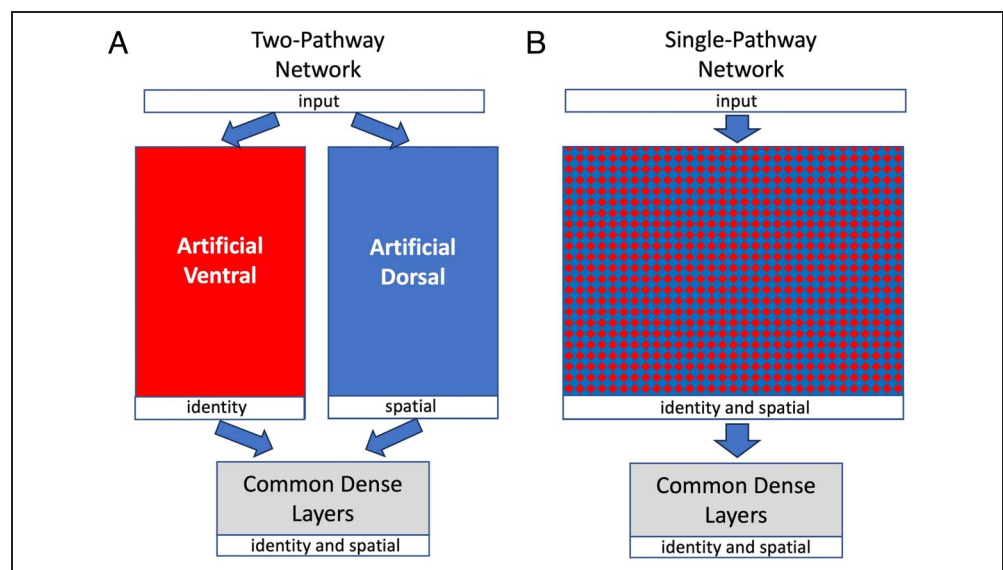 A
Two-Pathway
Network
input
Artificial
Ventral
Artificial
Dorsal
identity
spatial
Common Dense
Layers
identity and spatial
B
Single-Pathway
Network
input
identity and spatial
Common Dense
Layers
identity and spatial